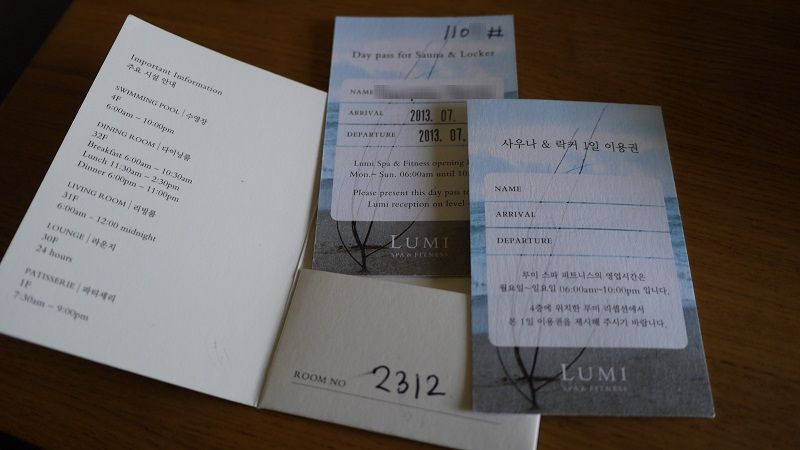 Important Information
주요 시설 안내
SWIMMING POOL | 수영장
4F
6:00am – 10:00pm
DINING ROOM | 다이닝룸
32F
Breakfast 6:00am – 10:30am
Lunch 11:30am – 2:30pm
Dinner 6:00pm – 11:00pm
LIVING ROOM | 리빙룸
31F
6:00am – 12:00 midnight
LOUNGE | 라운지
30F
24 hours
PATISSERIE | 파티세리
1F
7:30am – 9:00pm
ROOM NO 2312
110 #
Day pass for Sauna & Locker
NAME
ARRIVAL 2013. 07.
DEPARTURE 2013. 07.
Lumi Spa & Fitness opening
Mon.~ Sun. 06:00am until 10
Please present this day pass to
Lumi reception on level
LUMI
SPA & FITNESS
사우나 & 락커 1일 이용권
NAME
ARRIVAL
DEPARTURE
루미 스파 피트니스의 영업시간은
월요일~일요일 06:00am~10:00pm 입니다.
4층에 위치한 루미 리셉션에서
본 1일 이용권을 제시해 주시기 바랍니다.
LUMI
SPA & FITNESS